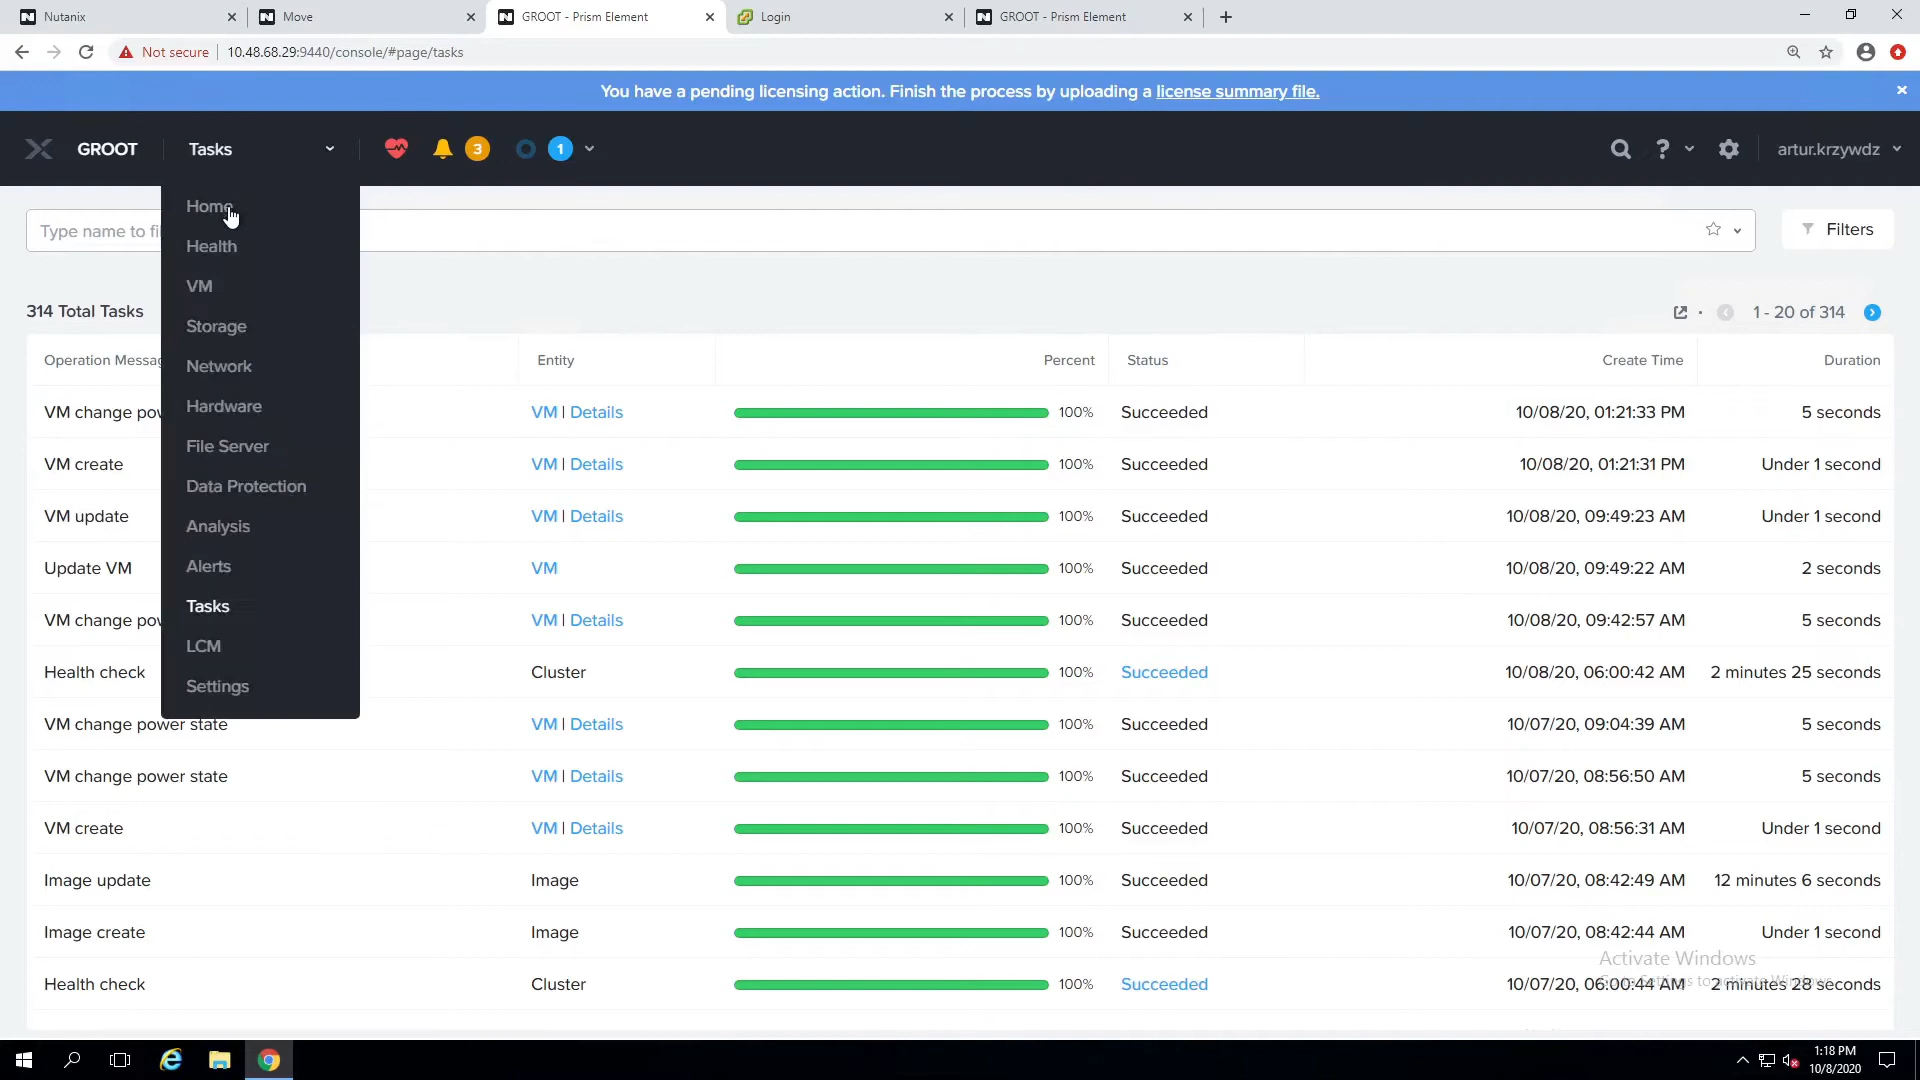 Nutanix
Move
GROOT - Prism Element
Login
GROOT - Prism Element
Not secure
10.48.68.29:9440/console/#page/tasks
You have a pending licensing action. Finish the process by uploading a license summary file.
GROOT
Tasks
3
1
?
artur.krzywdz
Home
Health
VM
Storage
Network
Hardware
File Server
Data Protection
Analysis
Alerts
Tasks
LCM
Settings
Type name to fi
Filters
314 Total Tasks
1 - 20 of 314
Operation Messag Entity Percent Status Create Time Duration
VM change pow VM | Details 100% Succeeded 10/08/20, 01:21:33 PM 5 seconds
VM create VM | Details 100% Succeeded 10/08/20, 01:21:31 PM Under 1 second
VM update VM | Details 100% Succeeded 10/08/20, 09:49:23 AM Under 1 second
Update VM VM 100% Succeeded 10/08/20, 09:49:22 AM 2 seconds
VM change pow VM | Details 100% Succeeded 10/08/20, 09:42:57 AM 5 seconds
Health check Cluster 100% Succeeded 10/08/20, 06:00:42 AM 2 minutes 25 seconds
VM change power state VM | Details 100% Succeeded 10/07/20, 09:04:39 AM 5 seconds
VM change power state VM | Details 100% Succeeded 10/07/20, 08:56:50 AM 5 seconds
VM create VM | Details 100% Succeeded 10/07/20, 08:56:31 AM Under 1 second
Image update Image 100% Succeeded 10/07/20, 08:42:49 AM 12 minutes 6 seconds
Image create Image 100% Succeeded 10/07/20, 08:42:44 AM Under 1 second
Activate Windows
Go to Settings to activate Windows.
Health check Cluster 100% Succeeded 10/07/20, 06:00:44 AM 2 minutes 28 seconds
1:18 PM
10/8/2020